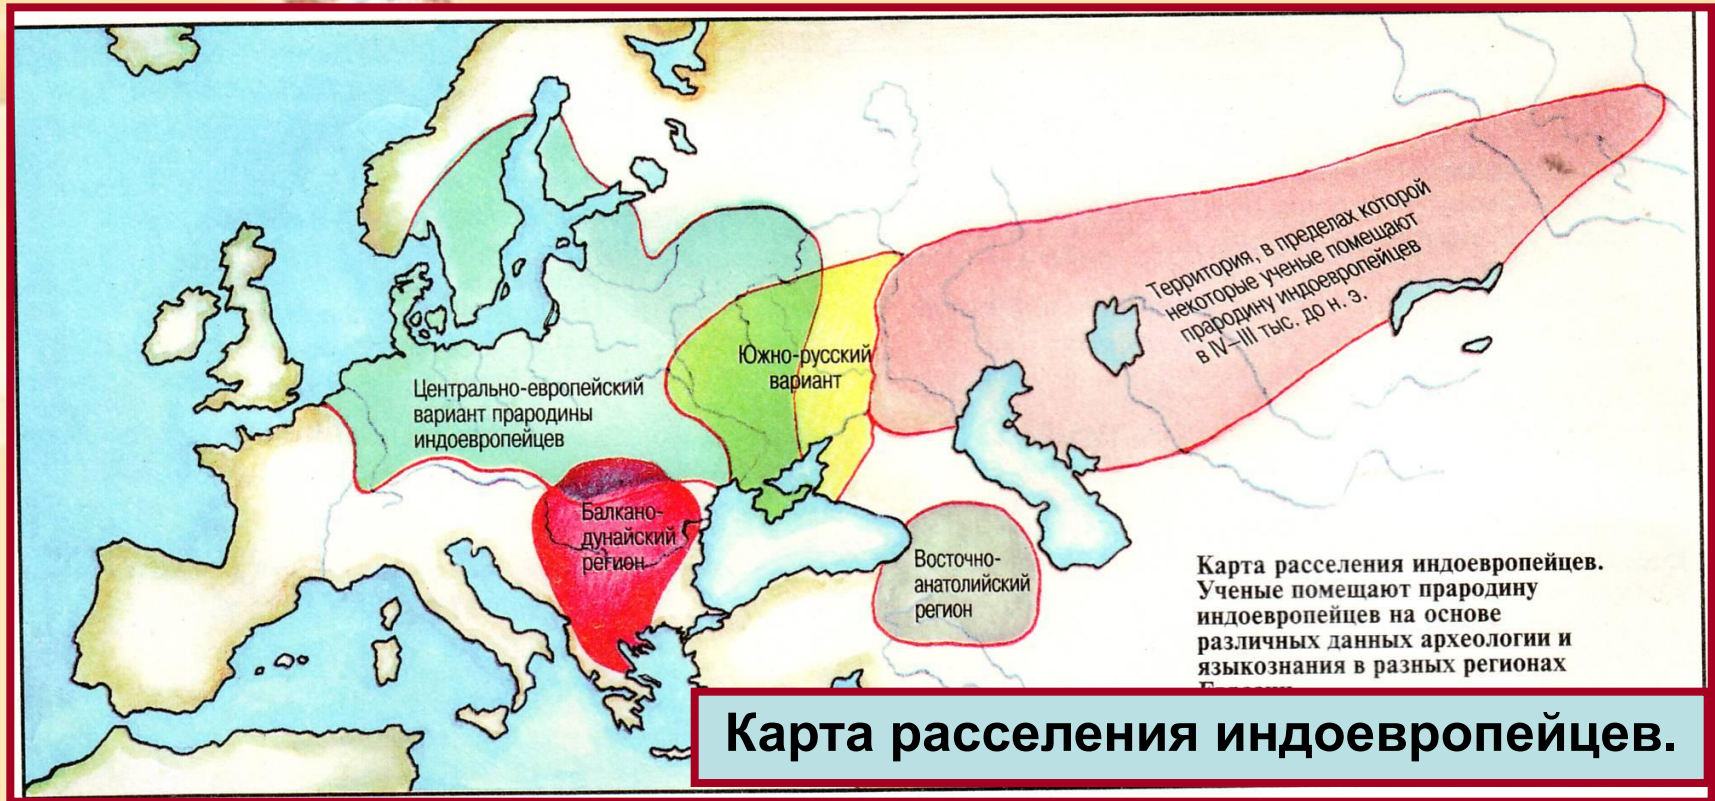 Территория, в пределах которой
некоторые ученые помещают
прародину индоевропейцев
в IV–III тыс. до н. э.
Южно-русский
вариант
Центрально-европейский
вариант прародины
индоевропейцев
Балкано-
дунайский
регион
Восточно-
анатолийский
регион
Карта расселения индоевропейцев.
Ученые помещают прародину
индоевропейцев на основе
различных данных археологии и
языкознания в разных регионах
Карта расселения индоевропейцев.